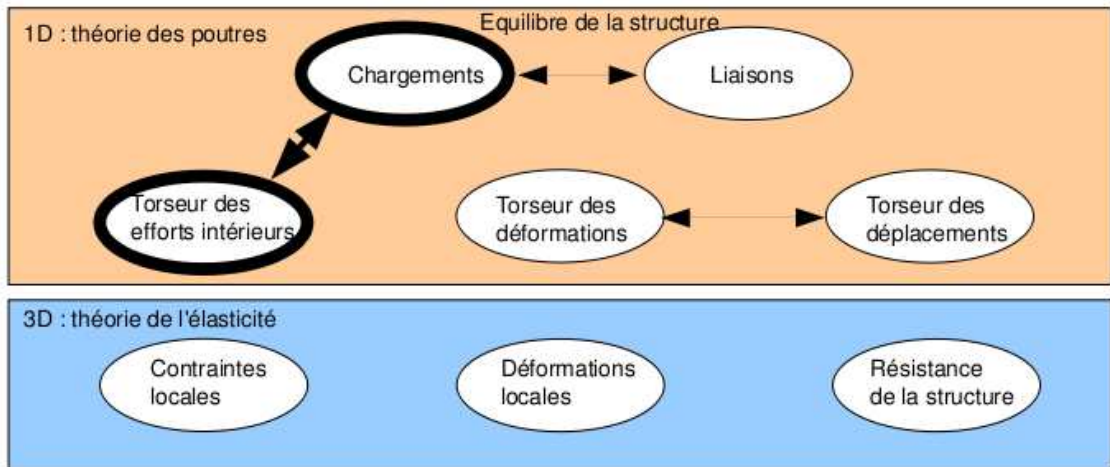 1D : théorie des poutres
Equilibre de la structure
Chargements
Liaisons
Torseur des
efforts intérieurs
Torseur des
déformations
Torseur des
déplacements
3D : théorie de l'élasticité
Contraintes
locales
Déformations
locales
Résistance
de la structure